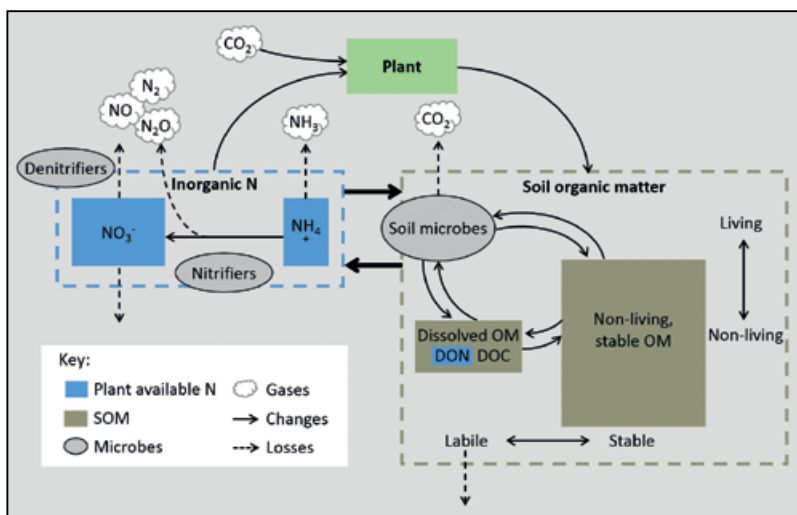 CO₂
Plant
N₂
NO
N₂O
NH₃
CO₂
Denitrifiers
Inorganic N
Soil organic matter
NO₃⁻
NH₄
+
Nitrifiers
Soil microbes
Living
Non-living
Dissolved OM
DON DOC
Non-living,
stable OM
Labile
Stable
Key:
Plant available N
Gases
SOM
Changes
Microbes
Losses